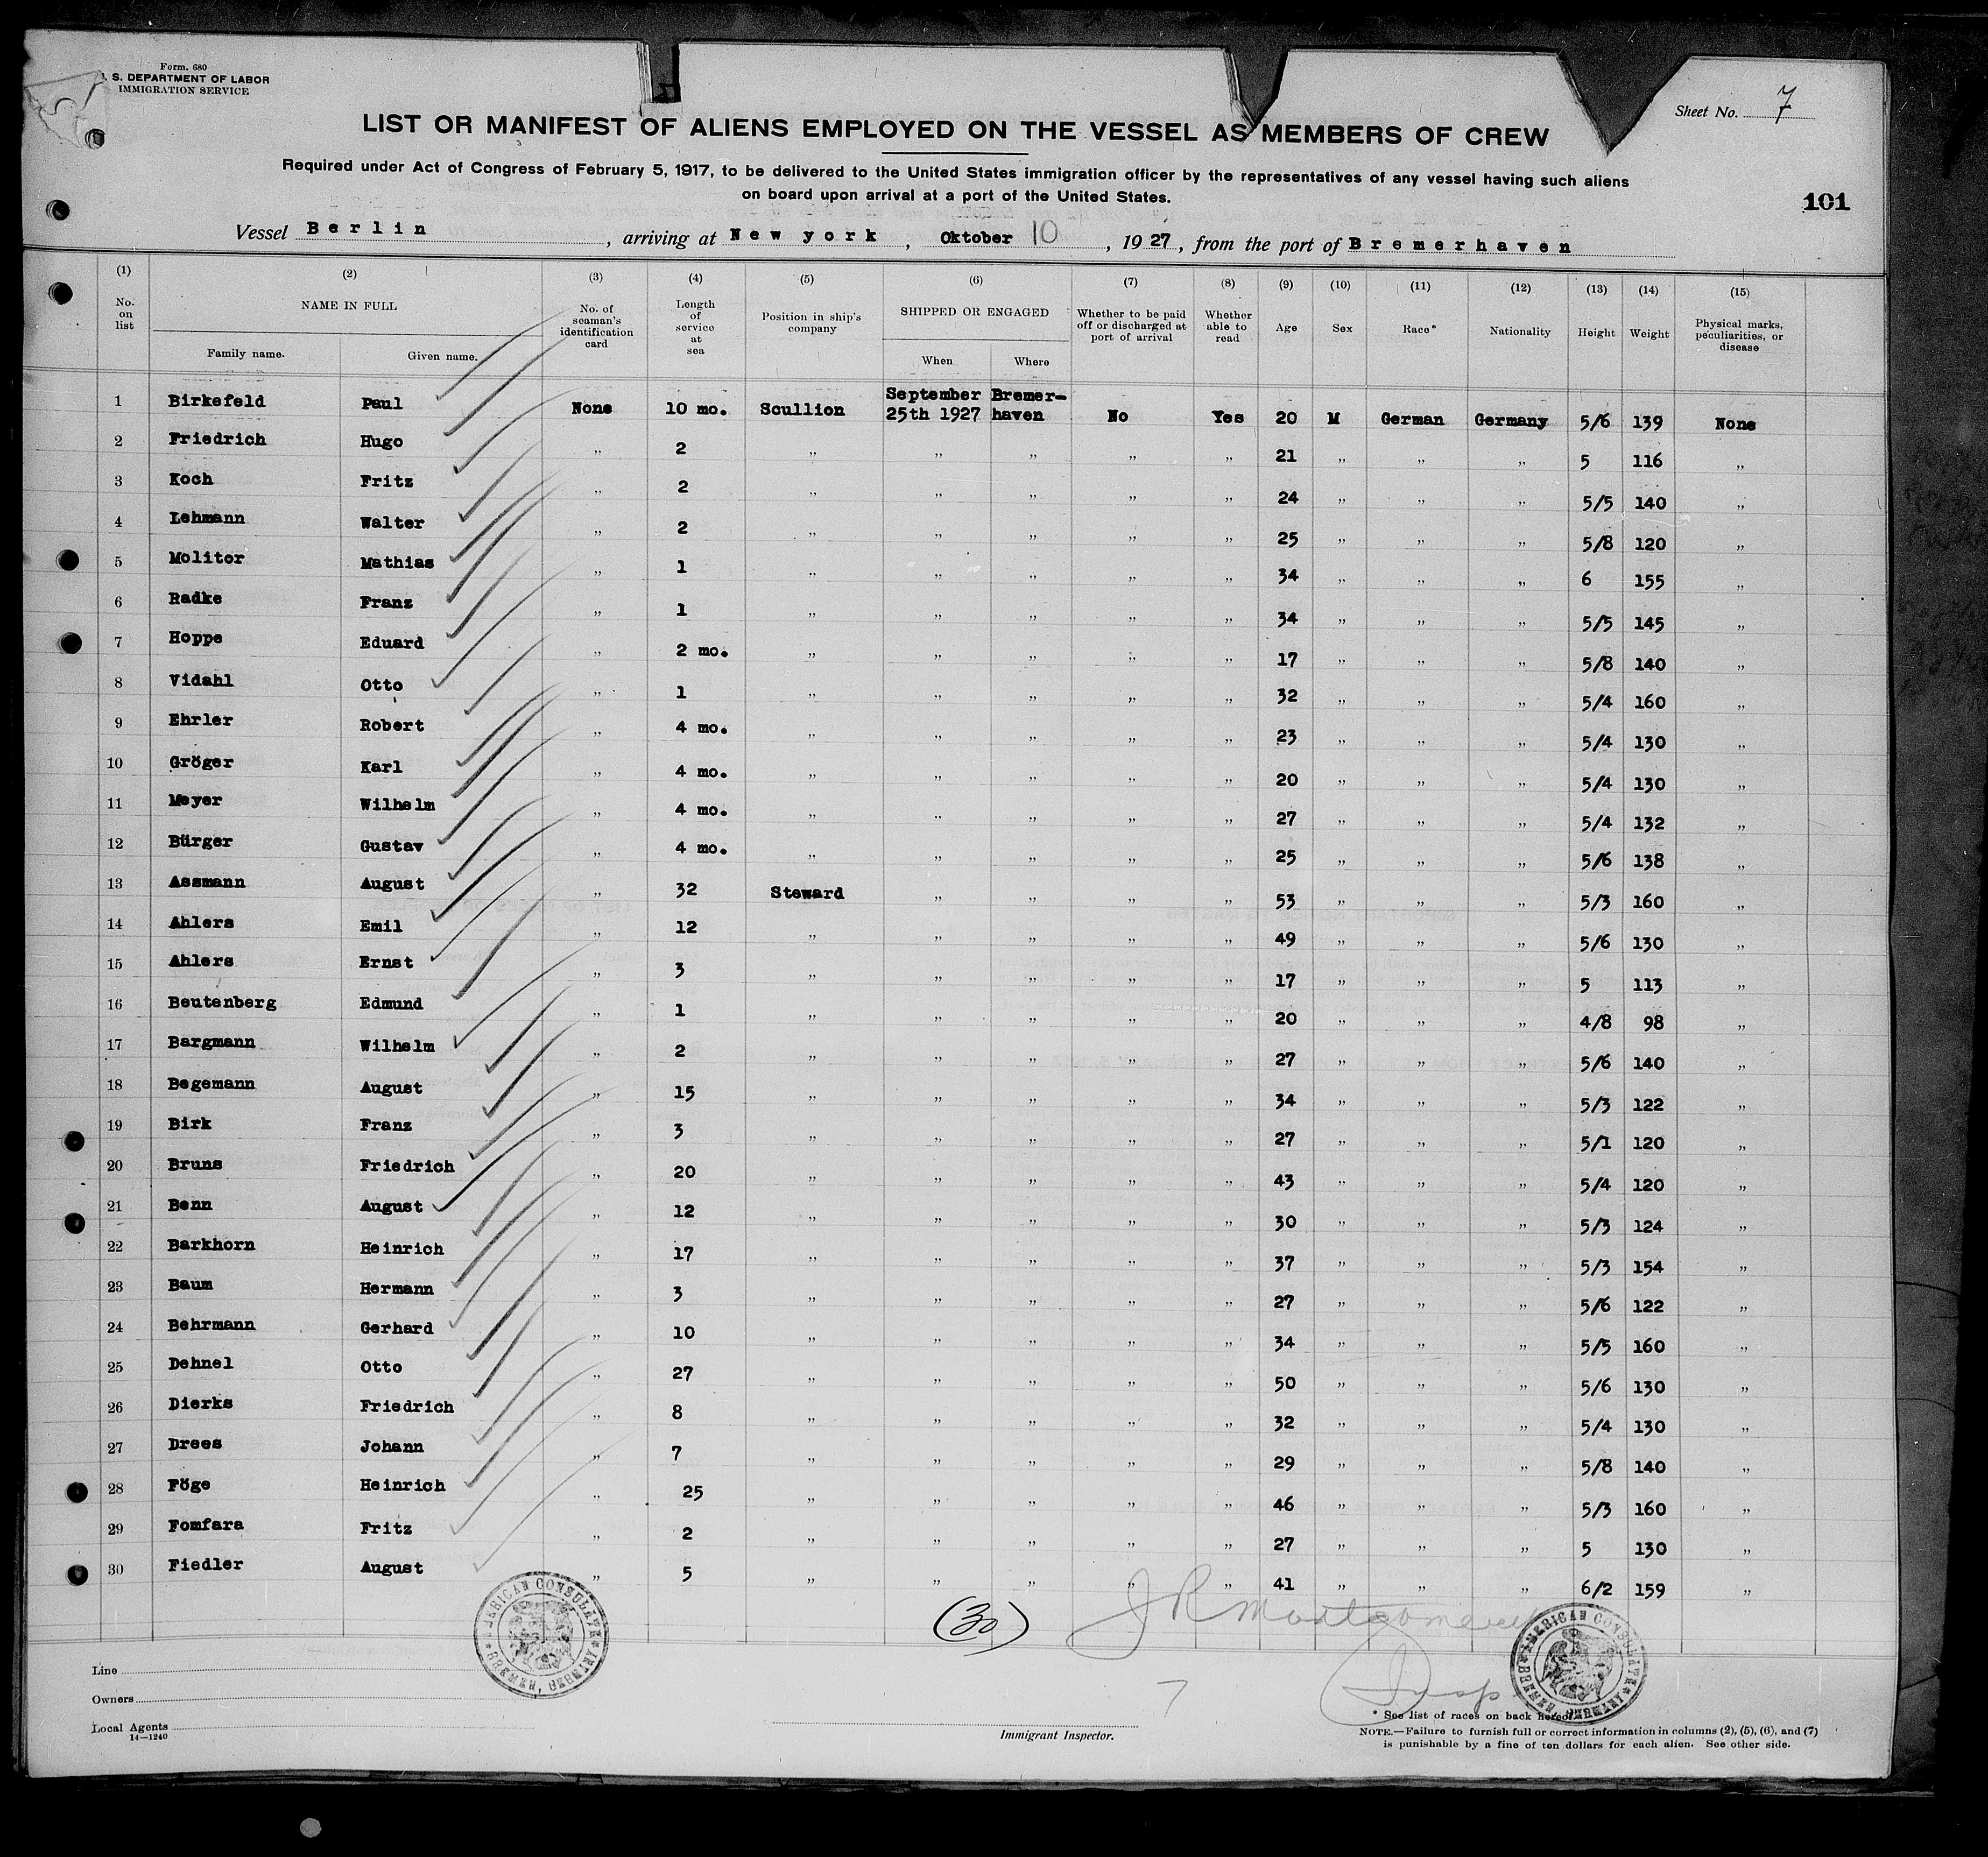 Form. 680
S. DEPARTMENT OF LABOR
IMMIGRATION SERVICE
Sheet No. 7
LIST OR MANIFEST OF ALIENS EMPLOYED ON THE VESSEL AS MEMBERS OF CREW
Required under Act of Congress of February 5, 1917, to be delivered to the United States immigration officer by the representatives of any vessel having such aliens
on board upon arrival at a port of the United States.
101
Vessel Berlin, arriving at New york, Oktober 10, 1927, from the port of Bremerhaven
(1) (2) (3) (4) (5) (6) (7) (8) (9) (10) (11) (12) (13) (14) (15)
No. on list NAME IN FULL Family name. Given name. No. of seaman's identification card Length of service at sea Position in ship's company SHIPPED OR ENGAGED When Where Whether to be paid off or discharged at port of arrival Whether able to read Age Sex Race* Nationality Height Weight Physical marks, peculiarities, or disease
1 Birkefeld Paul None 10 mo. Scullion September 25th 1927 Bremer-haven No Yes 20 M German Germany 5/6 139 None
2 Friedrich Hugo „ 2 „ „ „ „ „ 21 „ „ „ 5 116 „
3 Koch Fritz „ 2 „ „ „ „ „ 24 „ „ „ 5/5 140 „
4 Lehmann Walter „ 2 „ „ „ „ „ 25 „ „ „ 5/8 120 „
5 Molitor Mathias „ 1 „ „ „ „ „ 34 „ „ „ 6 155 „
6 Radke Franz „ 1 „ „ „ „ „ 34 „ „ „ 5/5 145 „
7 Hoppe Eduard „ 2 mo. „ „ „ „ „ 17 „ „ „ 5/8 140 „
8 Vidahl Otto „ 1 „ „ „ „ „ 32 „ „ „ 5/4 160 „
9 Ehrler Robert „ 4 mo. „ „ „ „ „ 23 „ „ „ 5/4 130 „
10 Gröger Karl „ 4 mo. „ „ „ „ „ 20 „ „ „ 5/4 130 „
11 Meyer Wilhelm „ 4 mo. „ „ „ „ „ 27 „ „ „ 5/4 132 „
12 Bürger Gustav „ 4 mo. „ „ „ „ „ 25 „ „ „ 5/6 138 „
13 Assmann August „ 32 Steward „ „ „ „ 53 „ „ „ 5/3 160 „
14 Ahlers Emil „ 12 „ „ „ „ „ 49 „ „ „ 5/6 130 „
15 Ahlers Ernst „ 3 „ „ „ „ „ 17 „ „ „ 5 113 „
16 Beutenberg Edmund „ 1 „ „ „ „ „ 20 „ „ „ 4/8 98 „
17 Bargmann Wilhelm „ 2 „ „ „ „ „ 27 „ „ „ 5/6 140 „
18 Begemann August „ 15 „ „ „ „ „ 34 „ „ „ 5/3 122 „
19 Birk Franz „ 3 „ „ „ „ „ 27 „ „ „ 5/1 120 „
20 Bruns Friedrich „ 20 „ „ „ „ „ 43 „ „ „ 5/4 120 „
21 Benn August „ 12 „ „ „ „ „ 30 „ „ „ 5/3 124 „
22 Barkhorn Heinrich „ 17 „ „ „ „ „ 37 „ „ „ 5/3 154 „
23 Baum Hermann „ 3 „ „ „ „ „ 27 „ „ „ 5/6 122 „
24 Behrmann Gerhard „ 10 „ „ „ „ „ 34 „ „ „ 5/5 160 „
25 Dehnel Otto „ 27 „ „ „ „ „ 50 „ „ „ 5/6 130 „
26 Dierks Friedrich „ 8 „ „ „ „ „ 32 „ „ „ 5/4 130 „
27 Drees Johann „ 7 „ „ „ „ „ 29 „ „ „ 5/8 140 „
28 Föge Heinrich „ 25 „ „ „ „ „ 46 „ „ „ 5/3 160 „
29 Fomfara Fritz „ 2 „ „ „ „ „ 27 „ „ „ 5 130 „
30 Fiedler August „ 5 „ „ „ „ „ 41 „ „ „ 6/2 159 „
(30) J R Montgomery
Insp
AMERICAN CONSULATE BREMEN, GERMANY
AMERICAN CONSULATE BREMEN, GERMANY
Line
Owners
Local Agents
14—1240
7
Immigrant Inspector.
* See list of races on back hereof.
NOTE.—Failure to furnish full or correct information in columns (2), (5), (6), and (7)
is punishable by a fine of ten dollars for each alien. See other side.